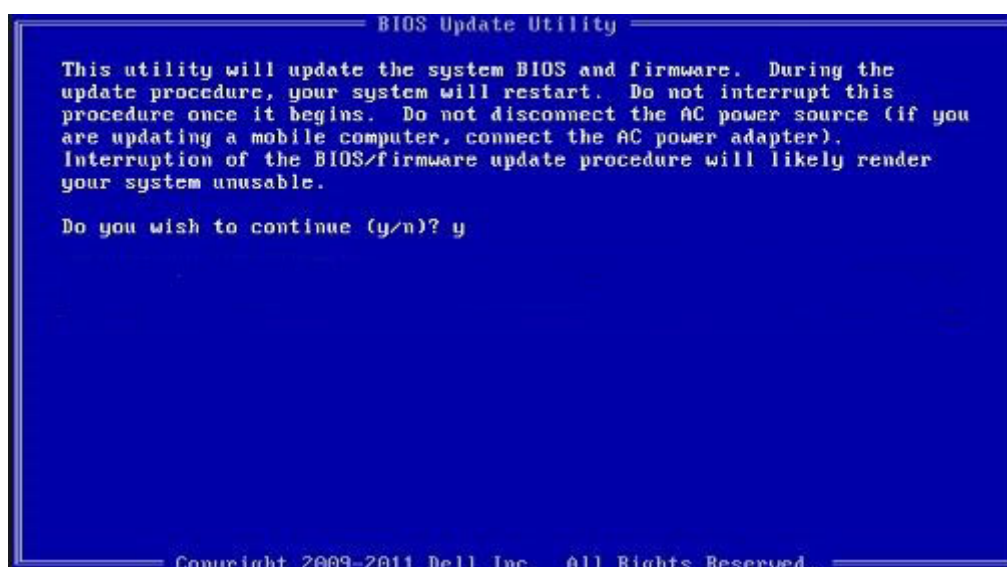 BIOS Update Utility
This utility will update the system BIOS and firmware. During the
update procedure, your system will restart. Do not interrupt this
procedure once it begins. Do not disconnect the AC power source (if you
are updating a mobile computer, connect the AC power adapter).
Interruption of the BIOS/firmware update procedure will likely render
your system unusable.
Do you wish to continue (y/n)? y
Copyright 2009-2011 Dell Inc. All Rights Reserved.